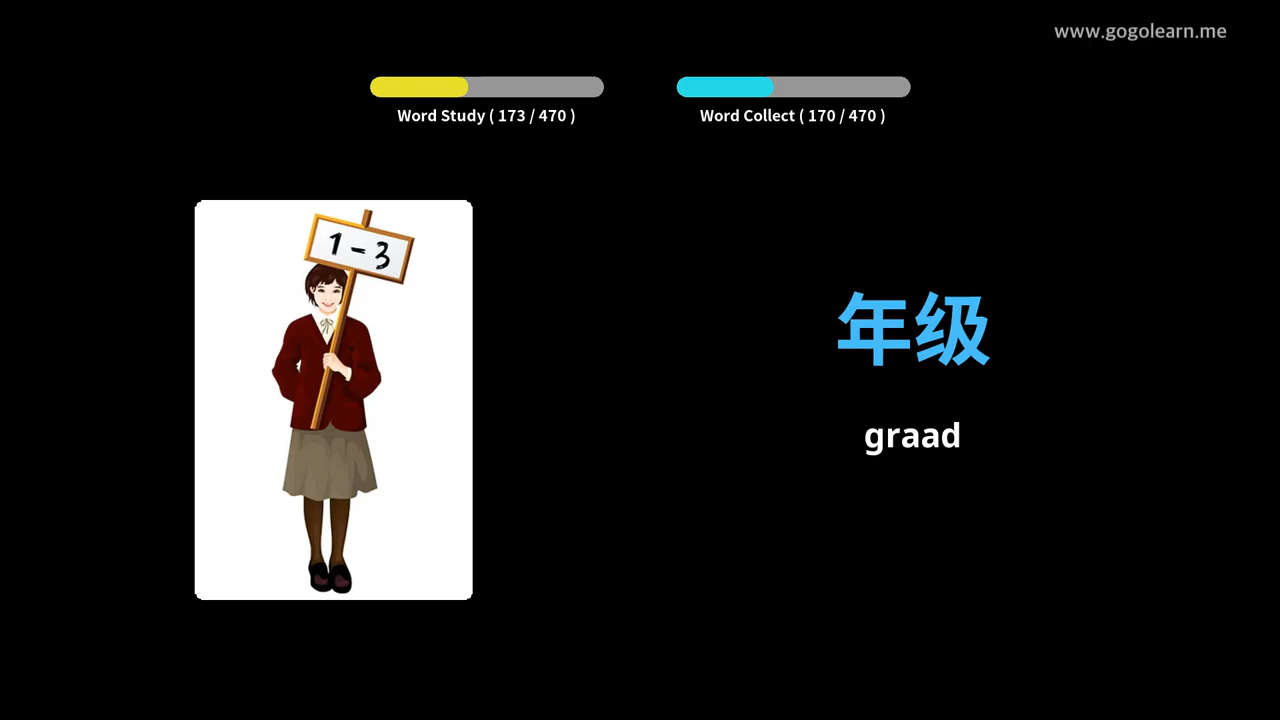 www.gogolearn.me
Word Study ( 173 / 470 )
Word Collect ( 170 / 470 )
1 - 3
年级
graad